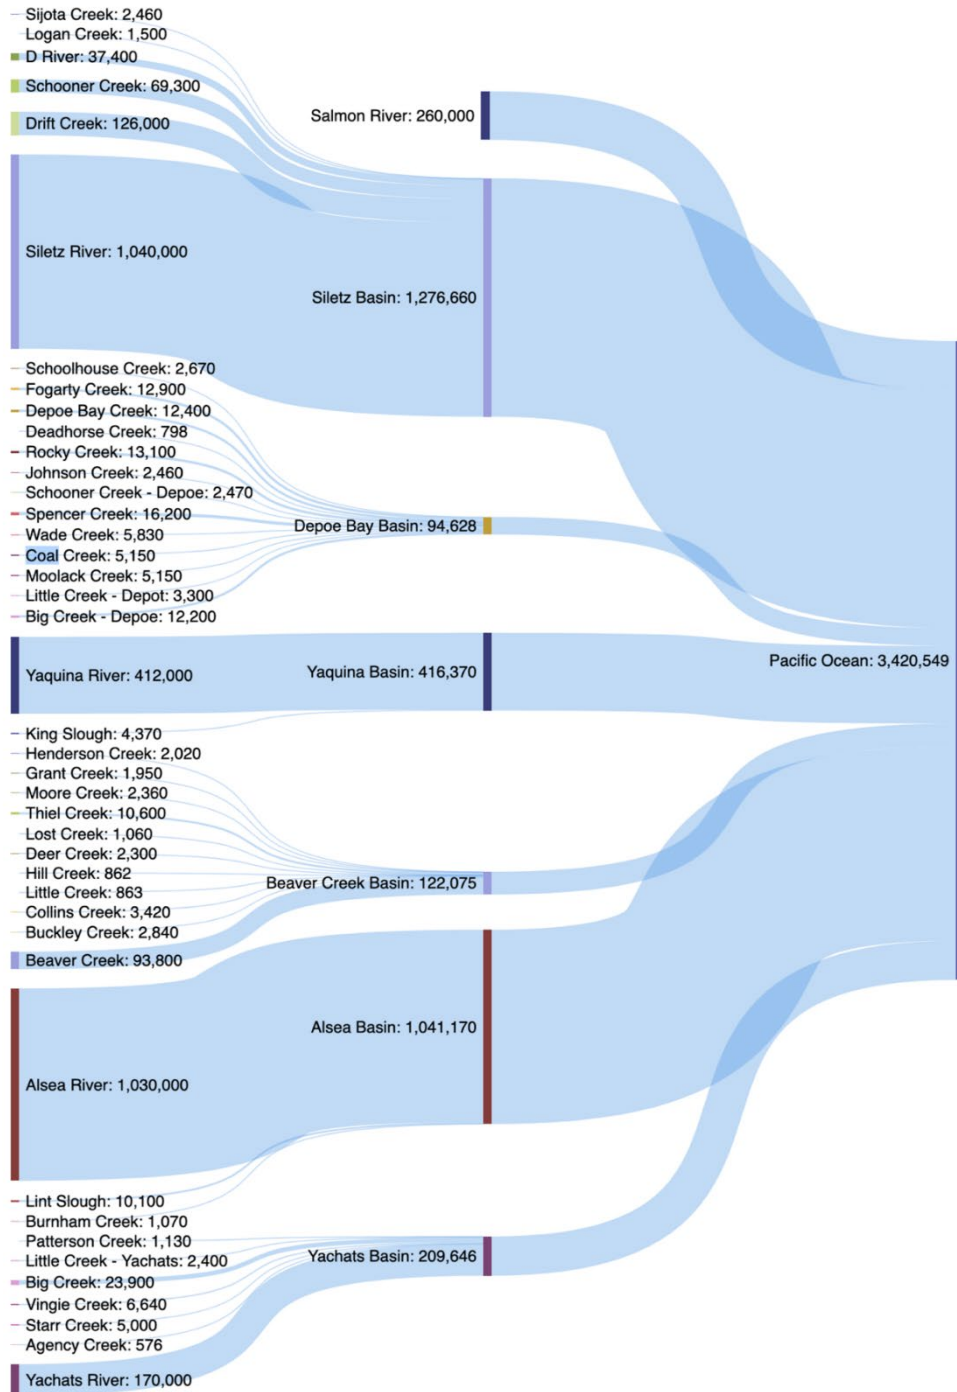 Sijota Creek: 2,460
Logan Creek: 1,500
D River: 37,400
Schooner Creek: 69,300
Drift Creek: 126,000
Siletz River: 1,040,000
Schoolhouse Creek: 2,670
Fogarty Creek: 12,900
Depoe Bay Creek: 12,400
Deadhorse Creek: 798
Rocky Creek: 13,100
Johnson Creek: 2,460
Schooner Creek - Depoe: 2,470
Spencer Creek: 16,200
Wade Creek: 5,830
Coal Creek: 5,150
Moolack Creek: 5,150
Little Creek - Depot: 3,300
Big Creek - Depoe: 12,200
Yaquina River: 412,000
King Slough: 4,370
Henderson Creek: 2,020
Grant Creek: 1,950
Moore Creek: 2,360
Thiel Creek: 10,600
Lost Creek: 1,060
Deer Creek: 2,300
Hill Creek: 862
Little Creek: 863
Collins Creek: 3,420
Buckley Creek: 2,840
Beaver Creek: 93,800
Alsea River: 1,030,000
Lint Slough: 10,100
Burnham Creek: 1,070
Patterson Creek: 1,130
Little Creek - Yachats: 2,400
Big Creek: 23,900
Vingie Creek: 6,640
Starr Creek: 5,000
Agency Creek: 576
Yachats River: 170,000
Salmon River: 260,000
Siletz Basin: 1,276,660
Depoe Bay Basin: 94,628
Yaquina Basin: 416,370
Beaver Creek Basin: 122,075
Alsea Basin: 1,041,170
Yachats Basin: 209,646
Pacific Ocean: 3,420,549